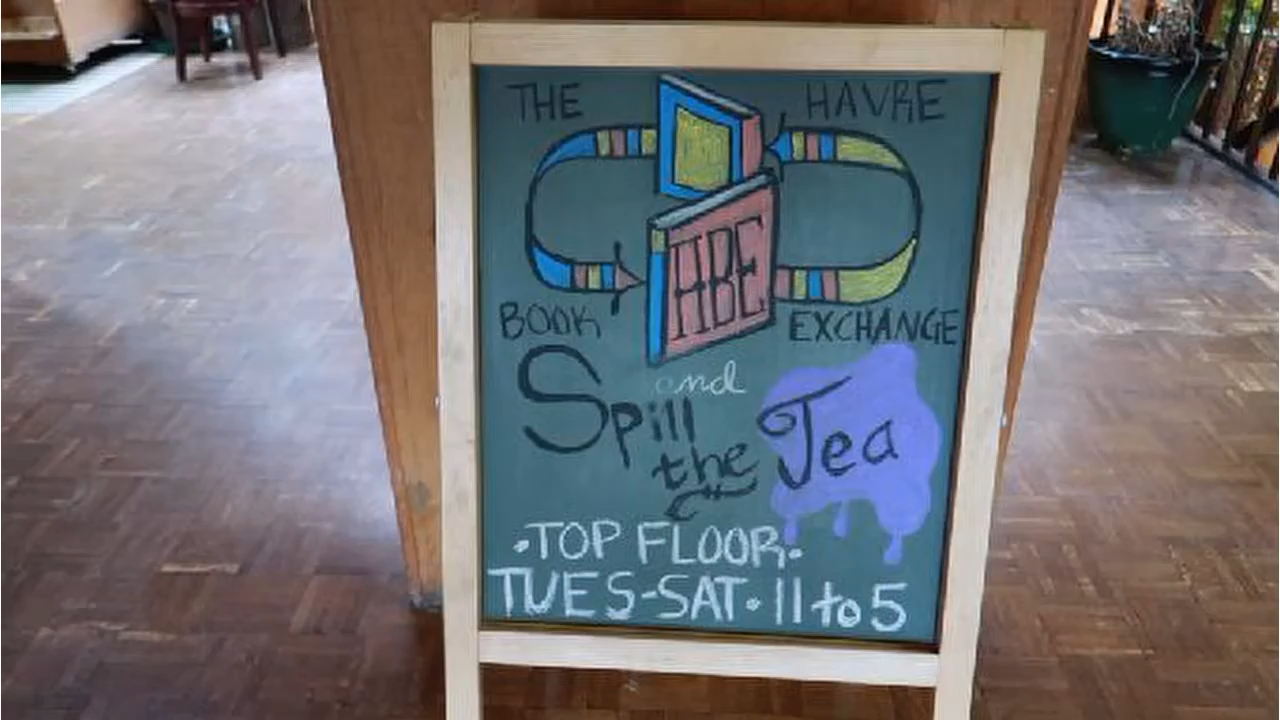 THE HAVRE
HBE
BOOK EXCHANGE
and
Spill
the Tea
•TOP FLOOR•
TUES-SAT•11 to 5